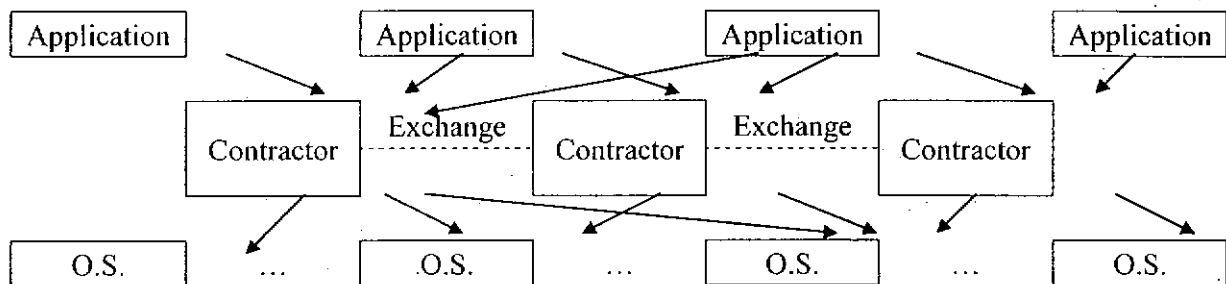 Application Application Application Application
Exchange Exchange
Contractor Contractor Contractor
O.S. ... O.S. ... O.S. ... O.S.